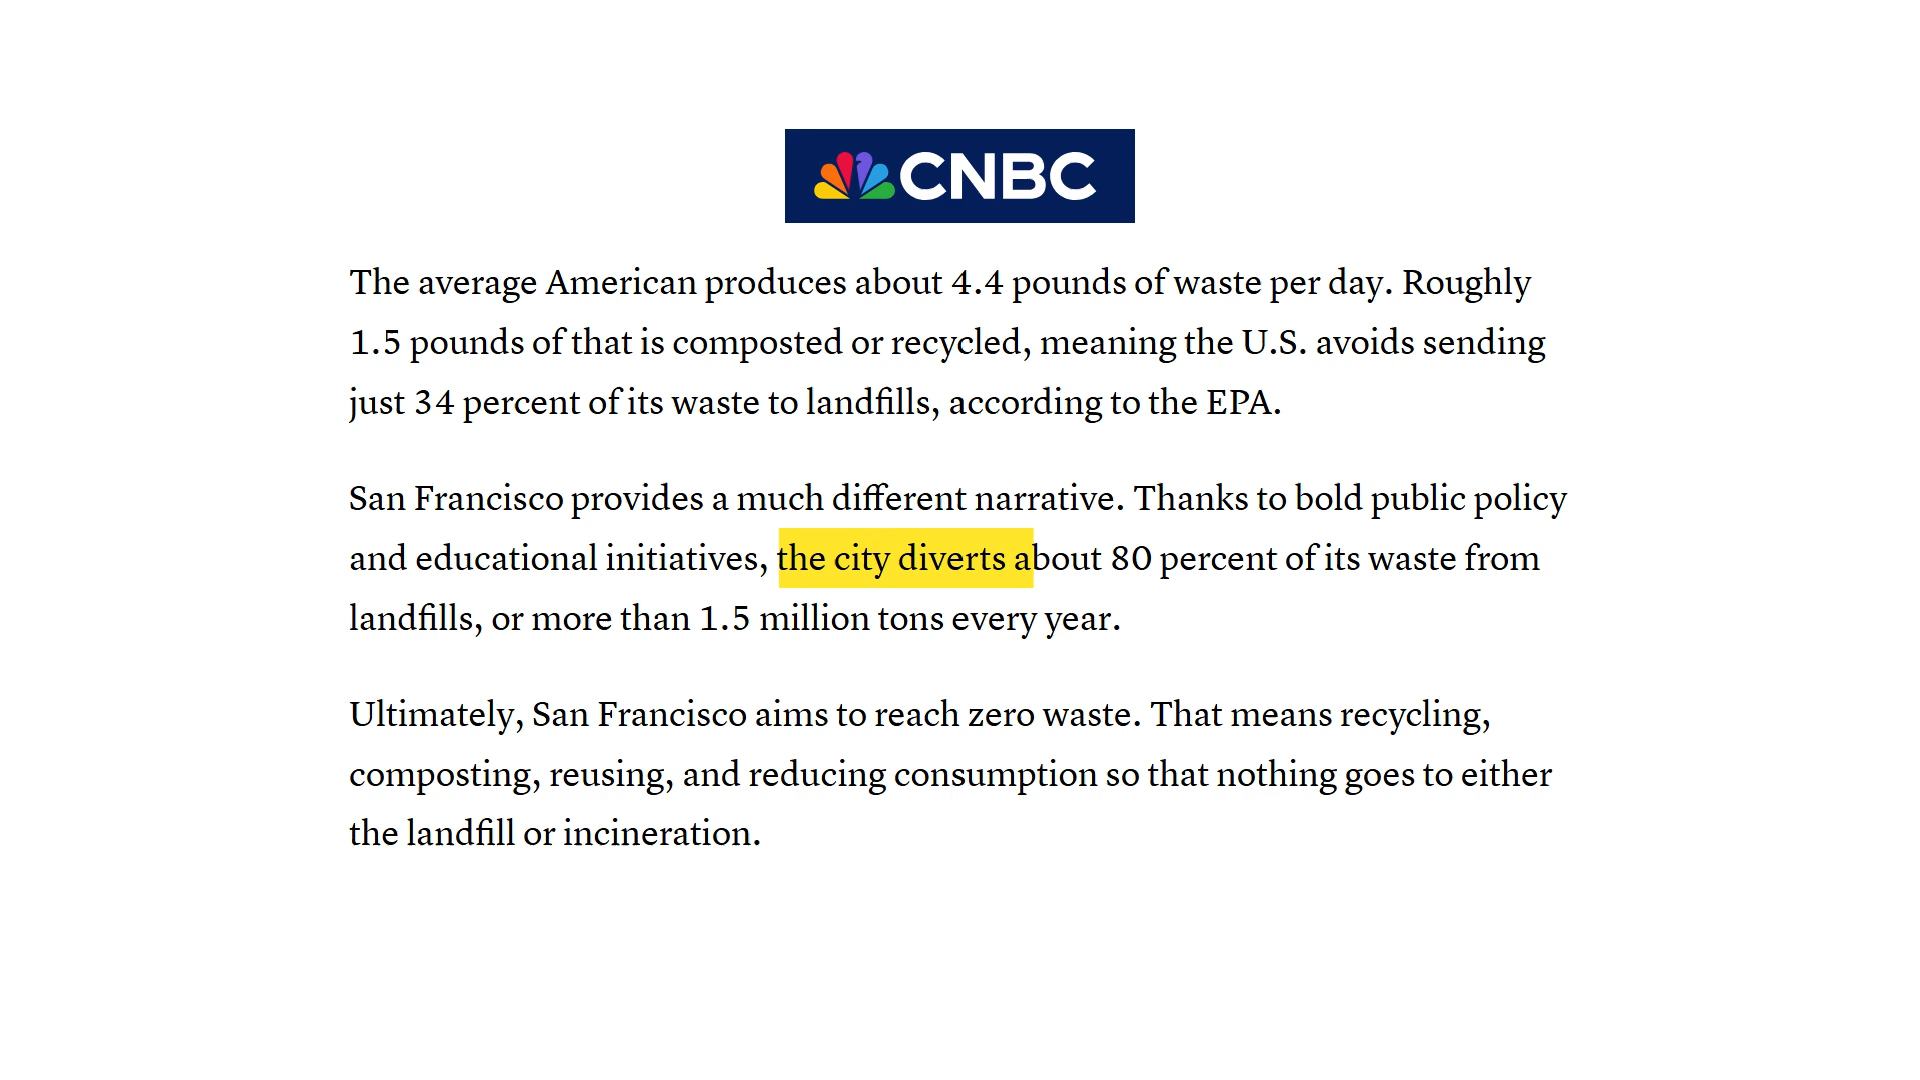 CNBC
The average American produces about 4.4 pounds of waste per day. Roughly
1.5 pounds of that is composted or recycled, meaning the U.S. avoids sending
just 34 percent of its waste to landfills, according to the EPA.
San Francisco provides a much different narrative. Thanks to bold public policy
and educational initiatives, the city diverts about 80 percent of its waste from
landfills, or more than 1.5 million tons every year.
Ultimately, San Francisco aims to reach zero waste. That means recycling,
composting, reusing, and reducing consumption so that nothing goes to either
the landfill or incineration.